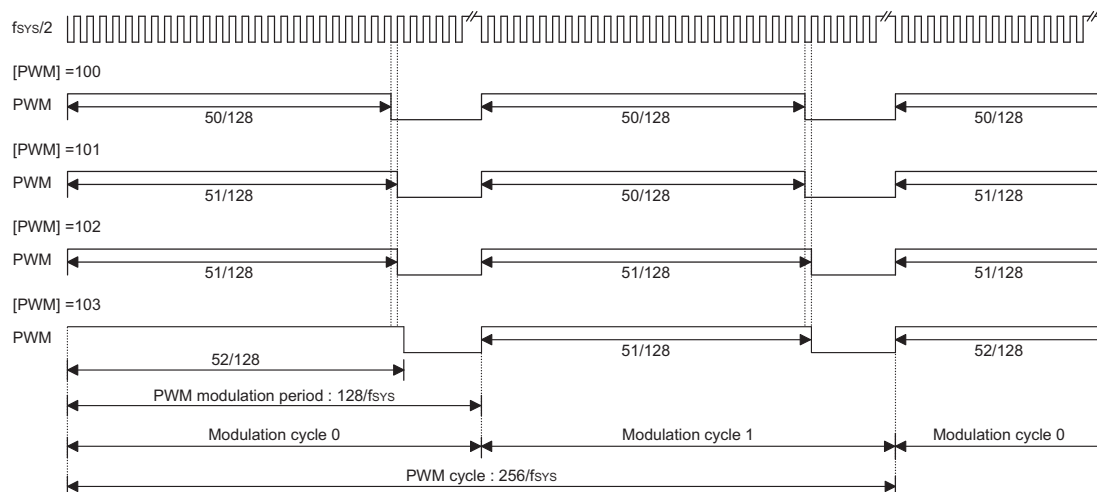 fSYS/2
[PWM] =100
PWM
50/128 50/128 50/128
[PWM] =101
PWM
51/128 50/128 51/128
[PWM] =102
PWM
51/128 51/128 51/128
[PWM] =103
PWM
52/128 51/128 52/128
PWM modulation period : 128/fSYS
Modulation cycle 0 Modulation cycle 1 Modulation cycle 0
PWM cycle : 256/fSYS